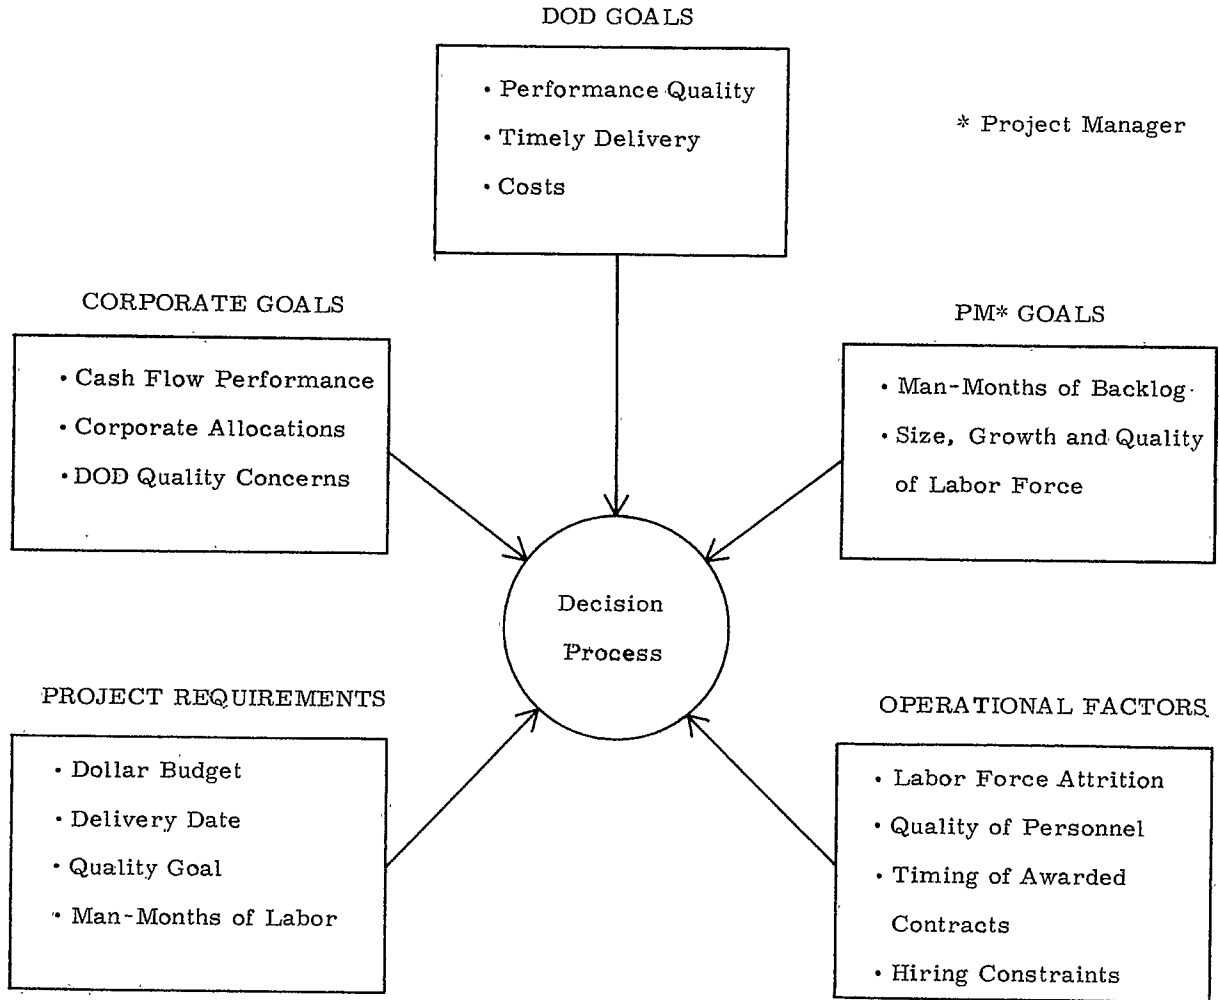 DOD GOALS
• Performance Quality
• Timely Delivery
• Costs
* Project Manager
CORPORATE GOALS
• Cash Flow Performance
• Corporate Allocations
• DOD Quality Concerns
PM* GOALS
• Man-Months of Backlog
• Size, Growth and Quality
of Labor Force
Decision
Process
PROJECT REQUIREMENTS
• Dollar Budget
• Delivery Date
• Quality Goal
• Man-Months of Labor
OPERATIONAL FACTORS
• Labor Force Attrition
• Quality of Personnel
• Timing of Awarded
Contracts
• Hiring Constraints